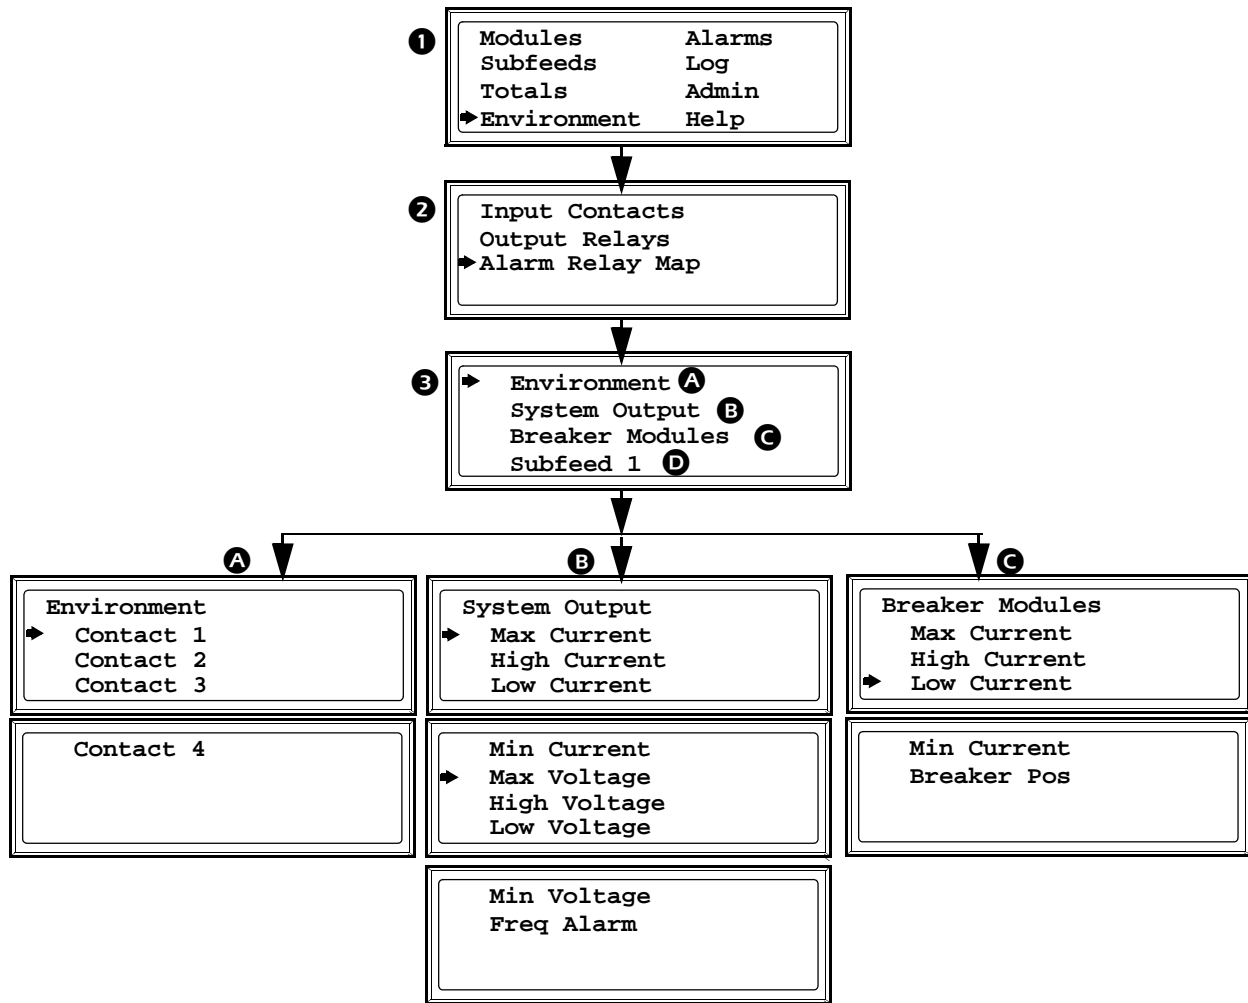 ❶
Modules Alarms
Subfeeds Log
Totals Admin
Environment Help
❷
Input Contacts
Output Relays
Alarm Relay Map
❸
Environment A
System Output B
Breaker Modules C
Subfeed 1 D
A
Environment
Contact 1
Contact 2
Contact 3
Contact 4
B
System Output
Max Current
High Current
Low Current
Min Current
Max Voltage
High Voltage
Low Voltage
Min Voltage
Freq Alarm
C
Breaker Modules
Max Current
High Current
Low Current
Min Current
Breaker Pos